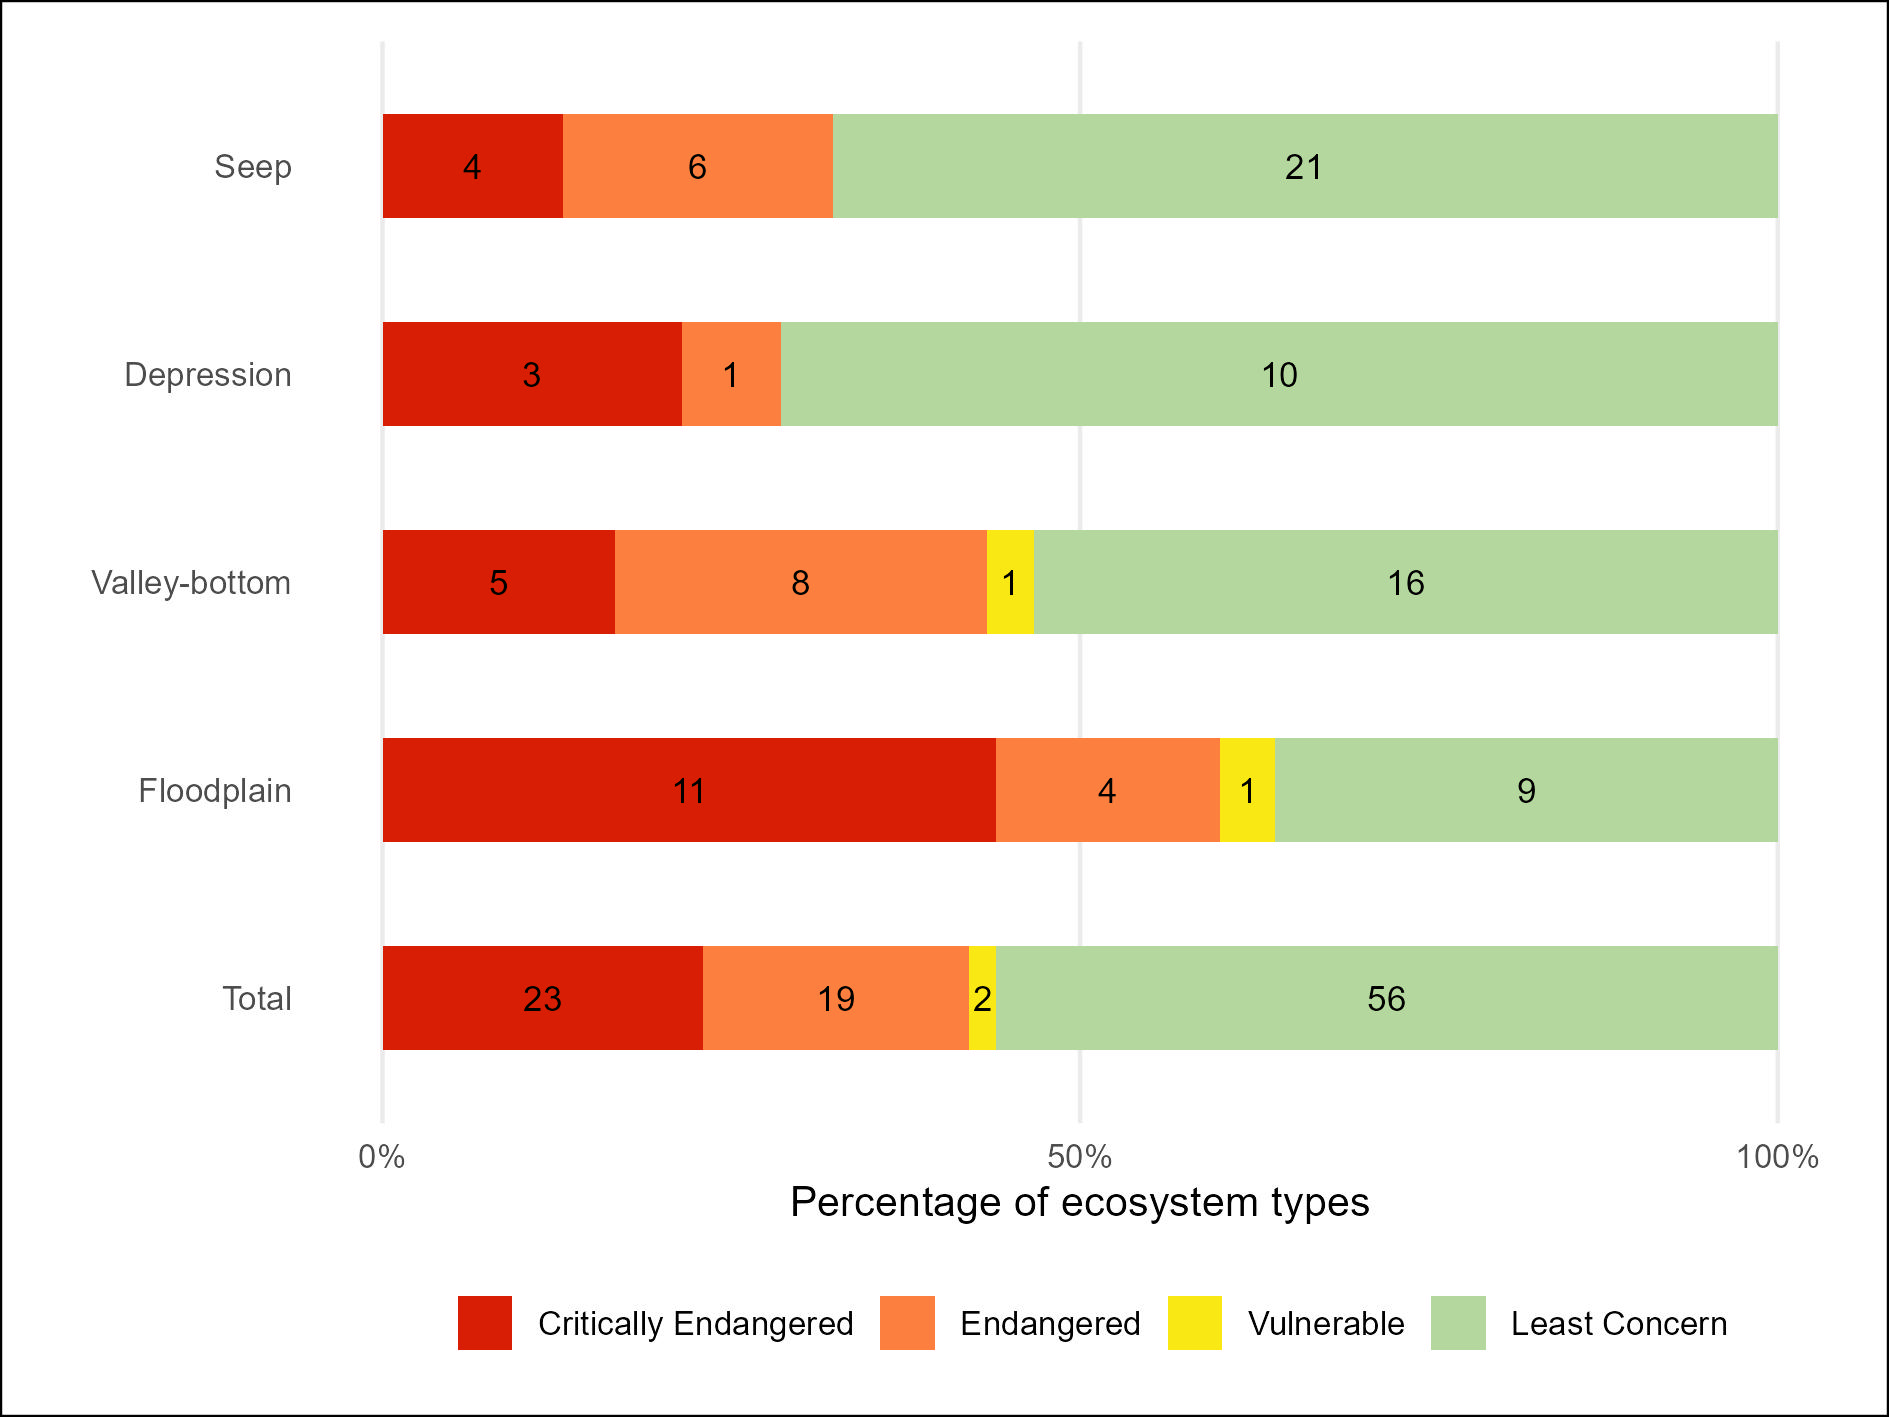 Seep 4 6 21
Depression 3 1 10
Valley-bottom 5 8 1 16
Floodplain 11 4 1 9
Total 23 19 2 56
0% 50% 100%
Percentage of ecosystem types
Critically Endangered Endangered Vulnerable Least Concern